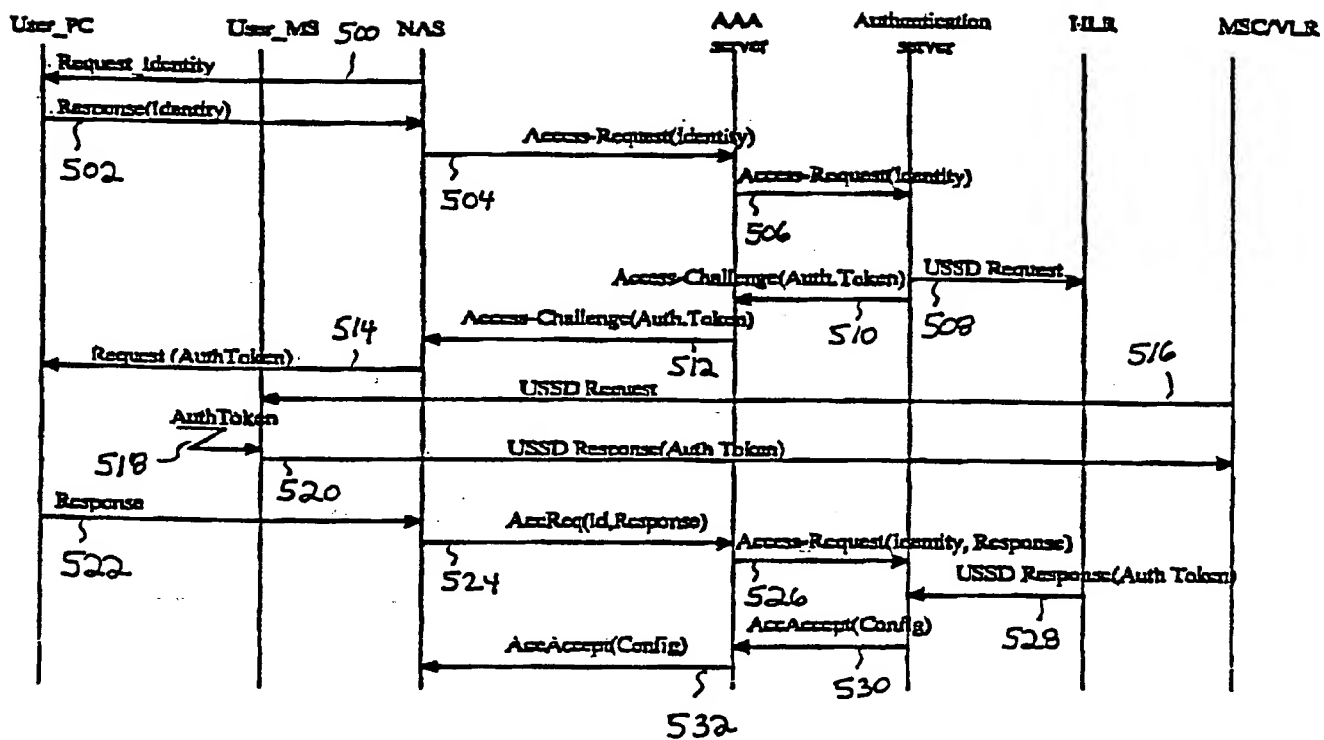 User_PC
User_MS
500
NAS
AAA
server
Authentication
server
HLR
MSC/VLR
Request_Identity
Response(Identity)
502
Access-Request(Identity)
504
Access-Request(Identity)
506
USSD Request
508
Access-Challenge(Auth.Token)
510
Access-Challenge(Auth.Token)
512
514
Request (AuthToken)
516
USSD Request
AuthToken
518
USSD Response(Auth Token)
520
Response
522
AccReq(id,Response)
524
Access-Request(Identity, Response)
526
USSD Response(Auth Token)
528
AccAccept(Config)
530
AccAccept(Config)
532